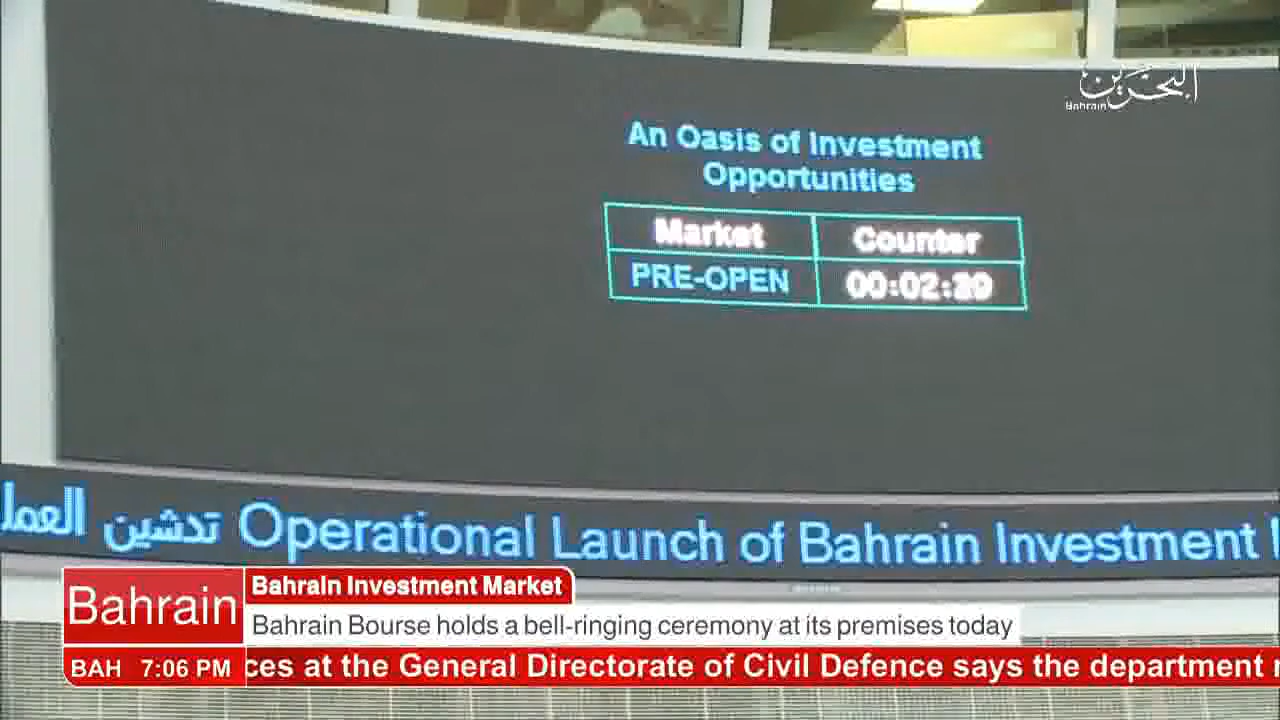 البحرين
Bahrain
An Oasis of Investment
Opportunities
Market Counter
PRE-OPEN 00:02:
تدشين Operational Launch of Bahrain Investment
Bahrain
Bahrain Investment Market
Bahrain Bourse holds a bell-ringing ceremony at its premises today
BAH 7:06 PM
ces at the General Directorate of Civil Defence says the department